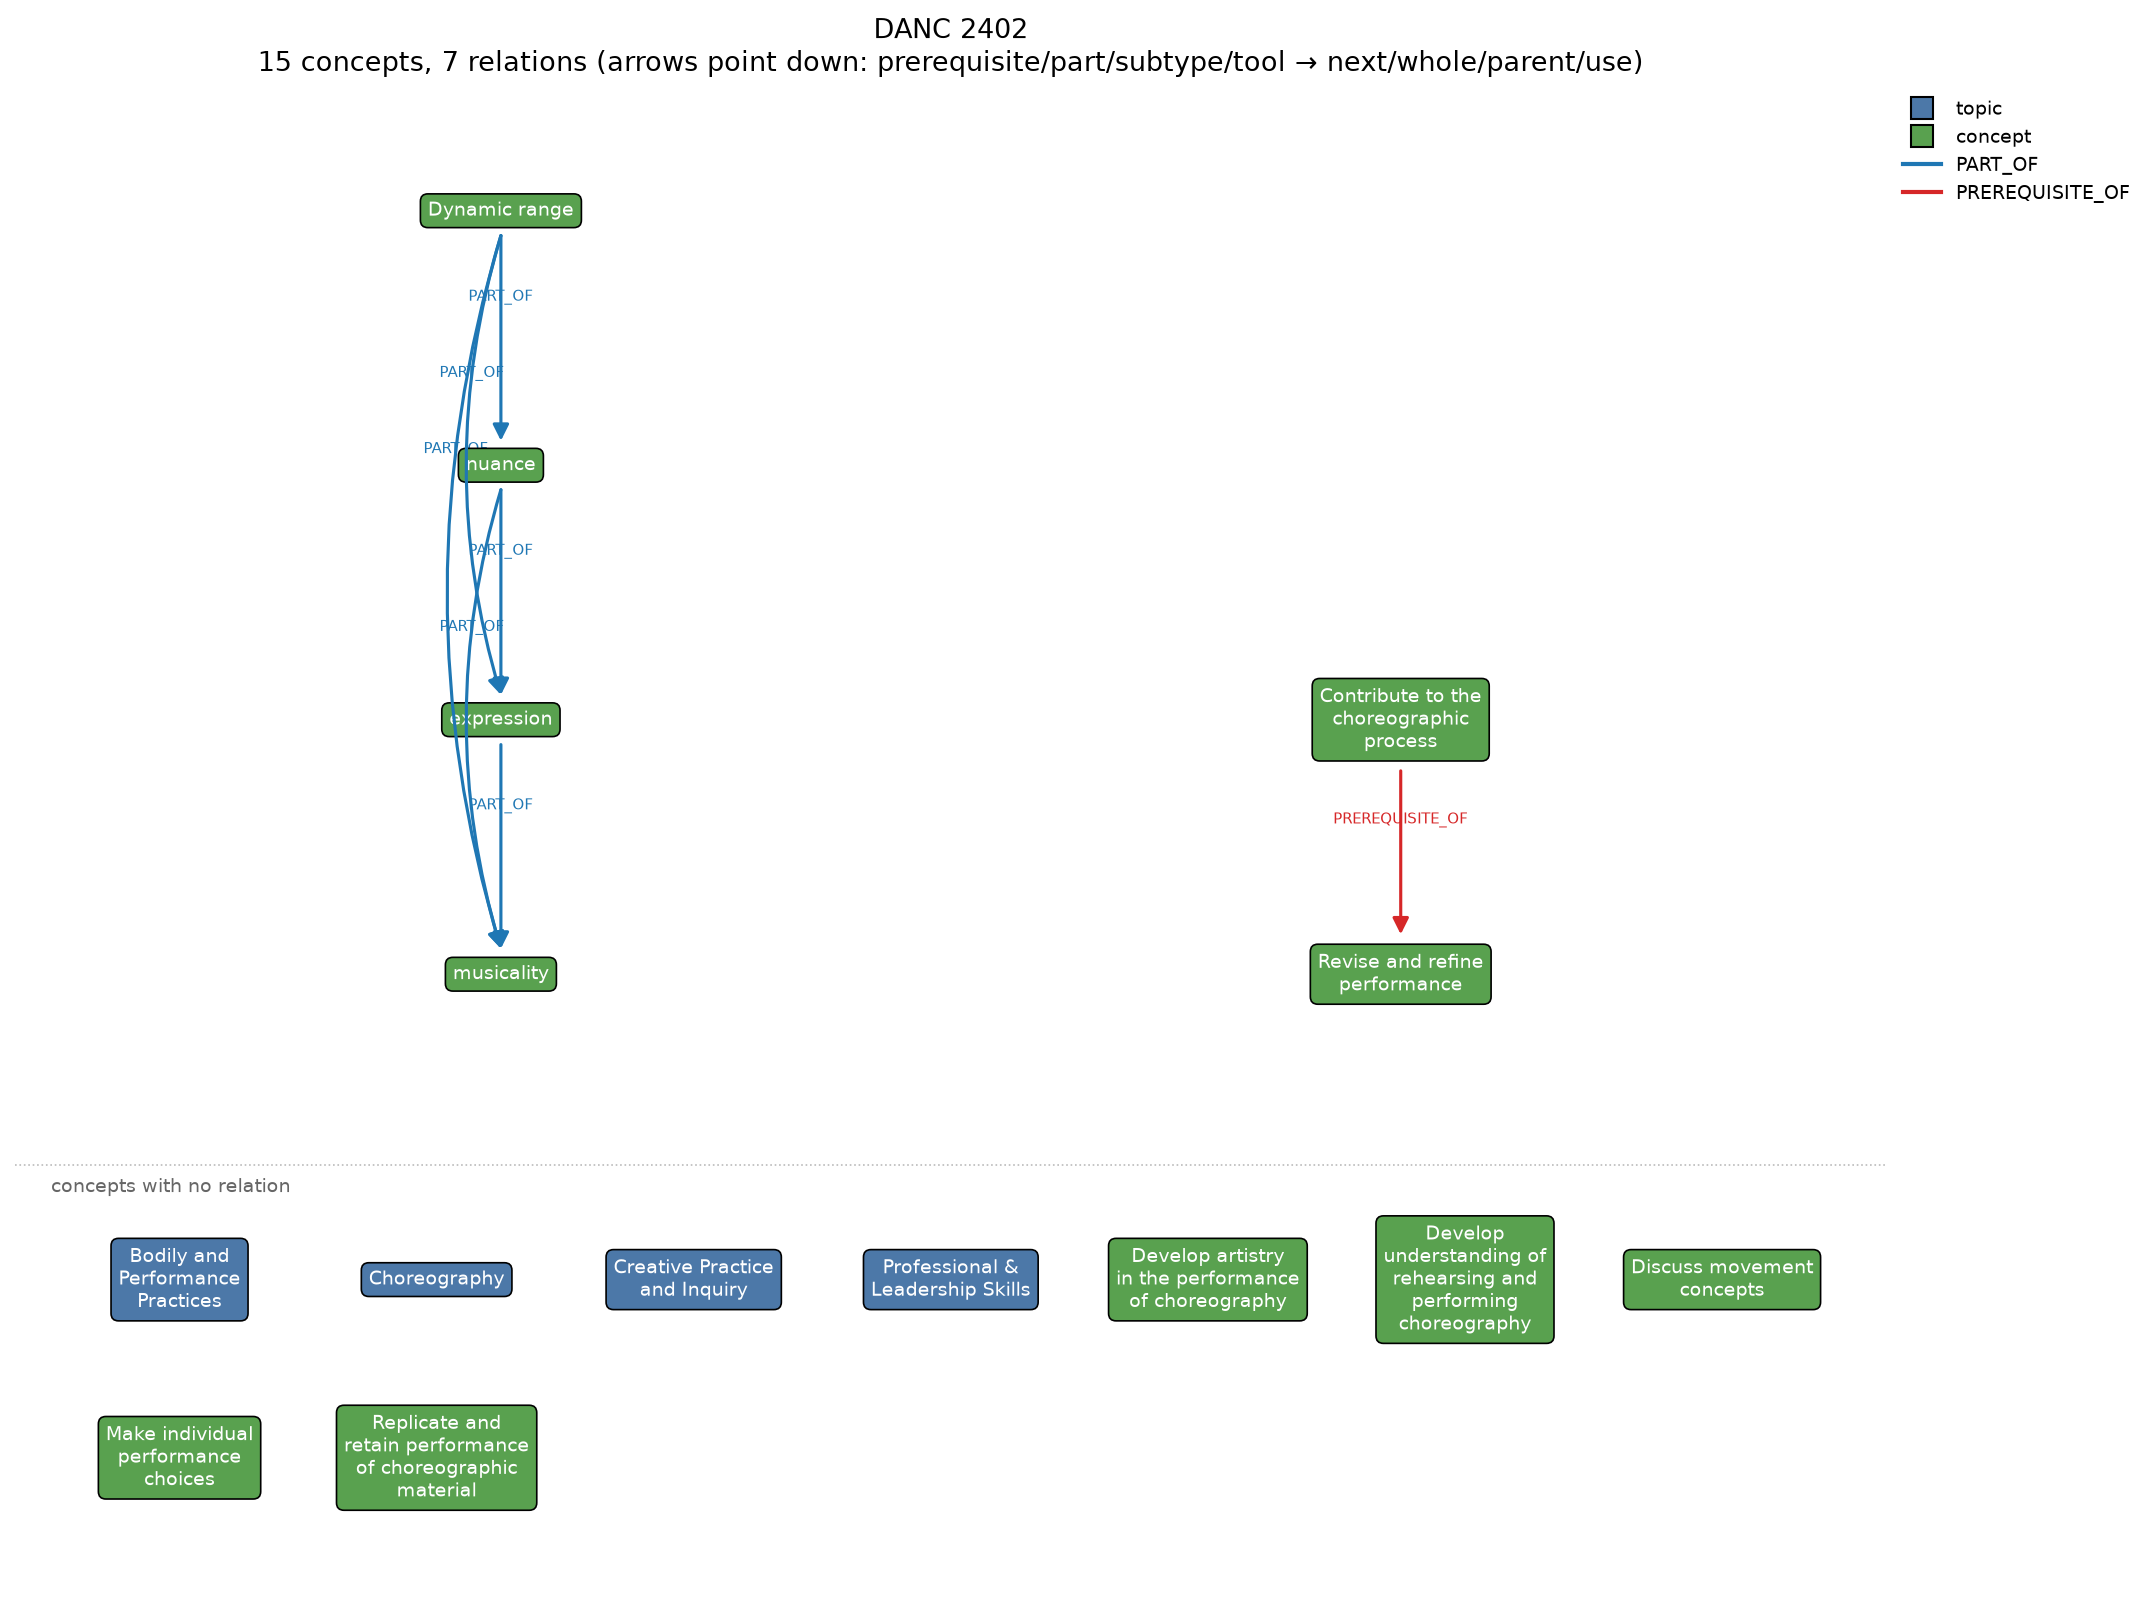 DANC 2402
15 concepts, 7 relations (arrows point down: prerequisite/part/subtype/tool → next/whole/parent/use)
topic
concept
PART_OF
PREREQUISITE_OF
Dynamic range
PART_OF
PART_OF
PART_OF
nuance
PART_OF
PART_OF
expression
PART_OF
musicality
Contribute to the
choreographic
process
PREREQUISITE_OF
Revise and refine
performance
concepts with no relation
Bodily and
Performance
Practices
Choreography
Creative Practice
and Inquiry
Professional &
Leadership Skills
Develop artistry
in the performance
of choreography
Develop
understanding of
rehearsing and
performing
choreography
Discuss movement
concepts
Make individual
performance
choices
Replicate and
retain performance
of choreographic
material